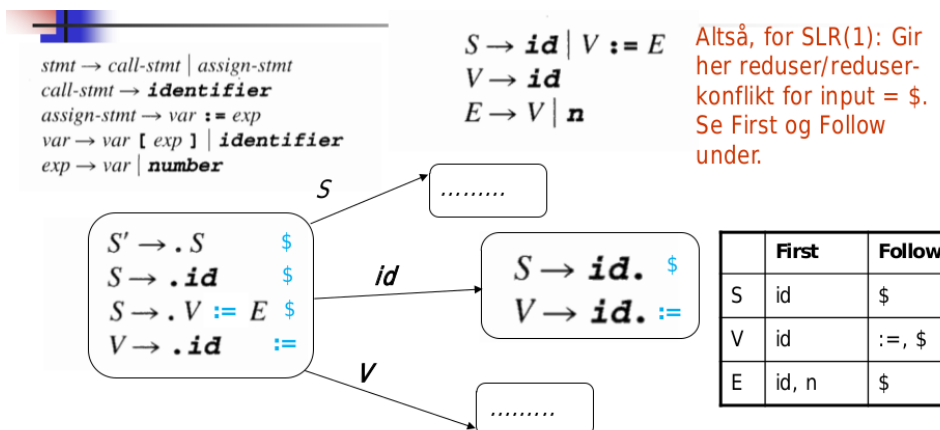 stmt → call-stmt | assign-stmt
call-stmt → identifier
assign-stmt → var := exp
var → var [ exp ] | identifier
exp → var | number
S → id | V := E
V → id
E → V | n
Altså, for SLR(1): Gir
her reduser/reduser-
konflikt for input = $.
Se First og Follow
under.
S
.........
S′ → . S $
S → .id $
S → . V := E $
V → .id :=
id
S → id. $
V → id. :=
V
.........
First Follow
S id $
V id :=, $
E id, n $